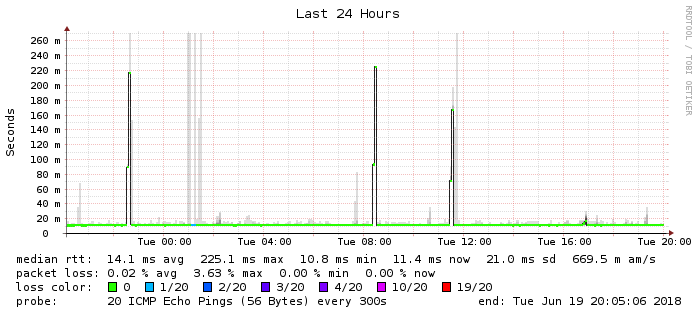 Last 24 Hours
RRDTOOL / TOBI OETIKER
Seconds
260 m
240 m
220 m
200 m
180 m
160 m
140 m
120 m
100 m
80 m
60 m
40 m
20 m
0
Tue 00:00 Tue 04:00 Tue 08:00 Tue 12:00 Tue 16:00 Tue 20:00
median rtt: 14.1 ms avg 225.1 ms max 10.8 ms min 11.4 ms now 21.0 ms sd 669.5 m am/s
packet loss: 0.02 % avg 3.63 % max 0.00 % min 0.00 % now
loss color: 0 1/20 2/20 3/20 4/20 10/20 19/20
probe: 20 ICMP Echo Pings (56 Bytes) every 300s end: Tue Jun 19 20:05:06 2018